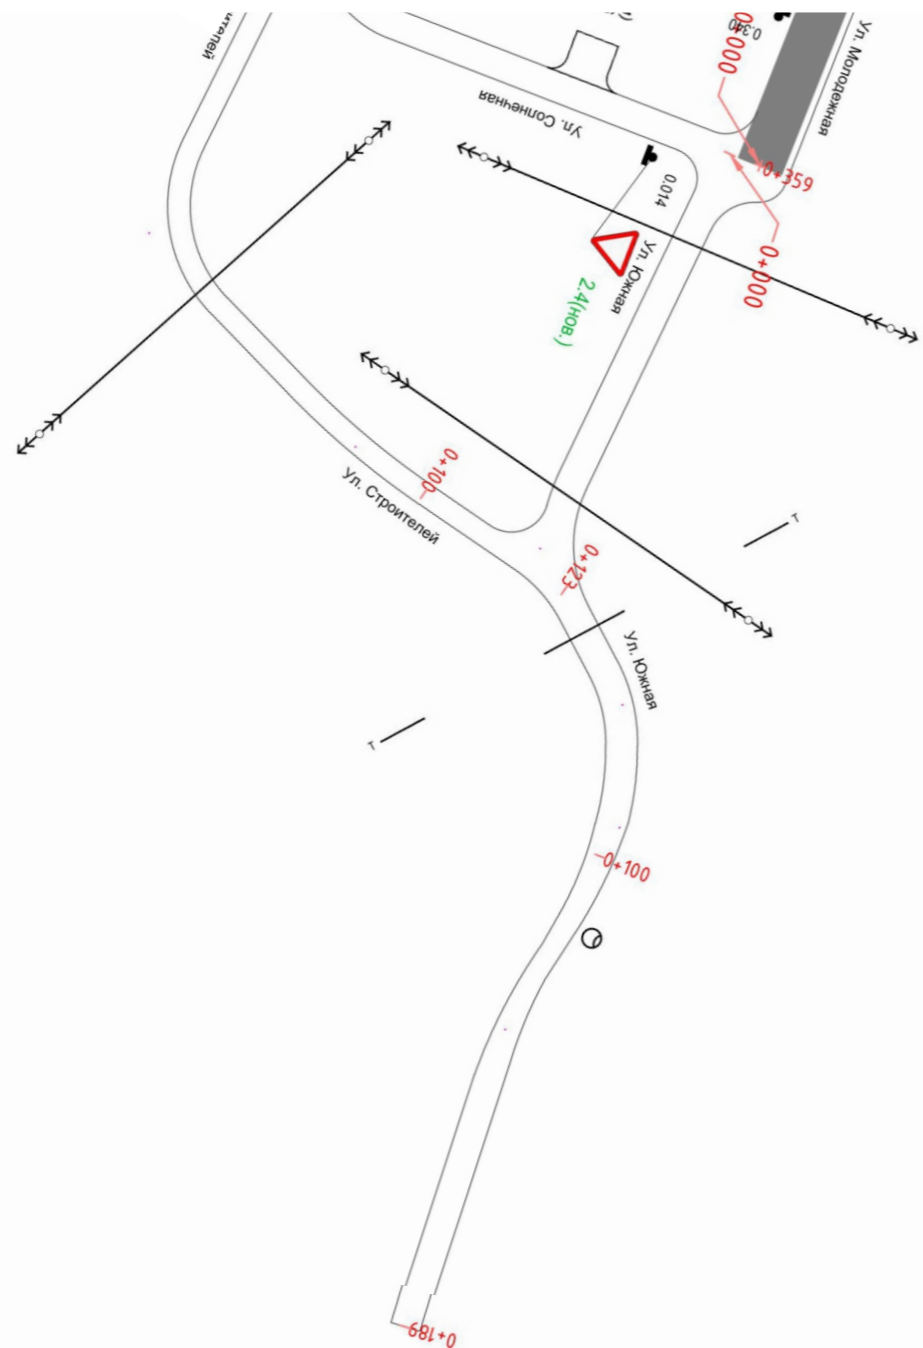 0+000
0.340
Ул. Молодежная
ителей
Ул. Солнечная
0+359
0.014
Ул. Южная
0+000
2.4(нов.)
0+100
Ул. Строителей
т
0+123
Ул. Южная
т
0+100
0+189